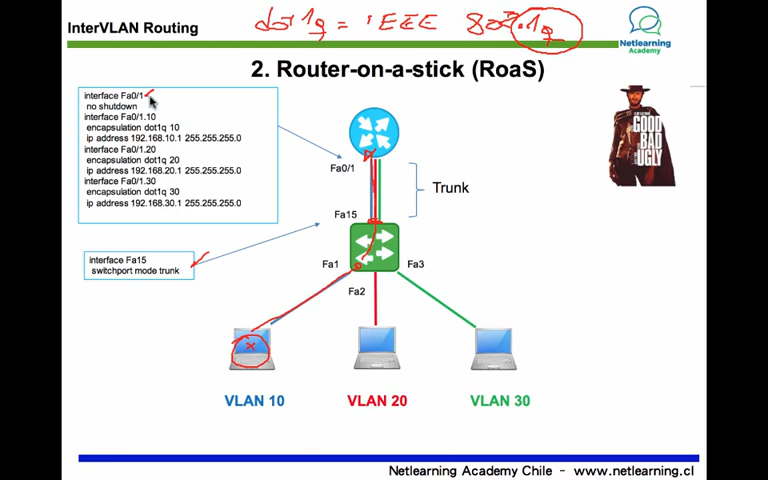 dot1q = IEEE 802.1q
InterVLAN Routing
Netlearning
Academy
2. Router-on-a-stick (RoaS)
interface Fa0/1
no shutdown
interface Fa0/1.10
encapsulation dot1q 10
ip address 192.168.10.1 255.255.255.0
interface Fa0/1.20
encapsulation dot1q 20
ip address 192.168.20.1 255.255.255.0
interface Fa0/1.30
encapsulation dot1q 30
ip address 192.168.30.1 255.255.255.0
THE
GOOD
BAD
UGLY
Fa0/1
Trunk
Fa15
interface Fa15
switchport mode trunk
Fa1
Fa3
Fa2
VLAN 10
VLAN 20
VLAN 30
Netlearning Academy Chile - www.netlearning.cl